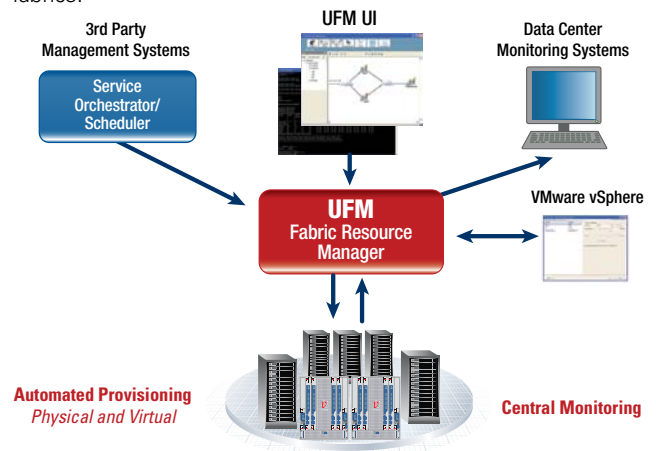 fabrics.
3rd Party
Management Systems
UFM UI
Data Center
Monitoring Systems
Service
Orchestrator/
Scheduler
VMware vSphere
UFM
Fabric Resource
Manager
Automated Provisioning
Physical and Virtual
Central Monitoring